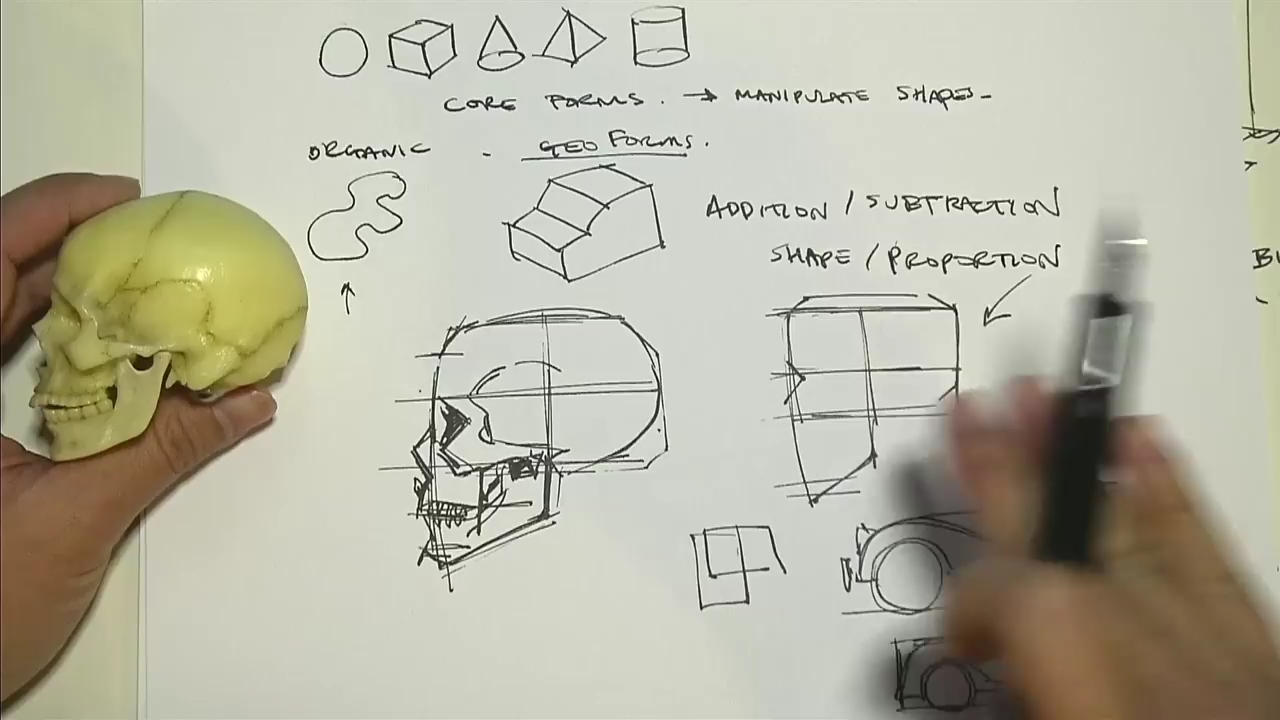 CORE FORMS. → MANIPULATE SHAPES-
ORGANIC - GEO FORMS.
ADDITION / SUBTRACTION
SHAPE / PROPORTION